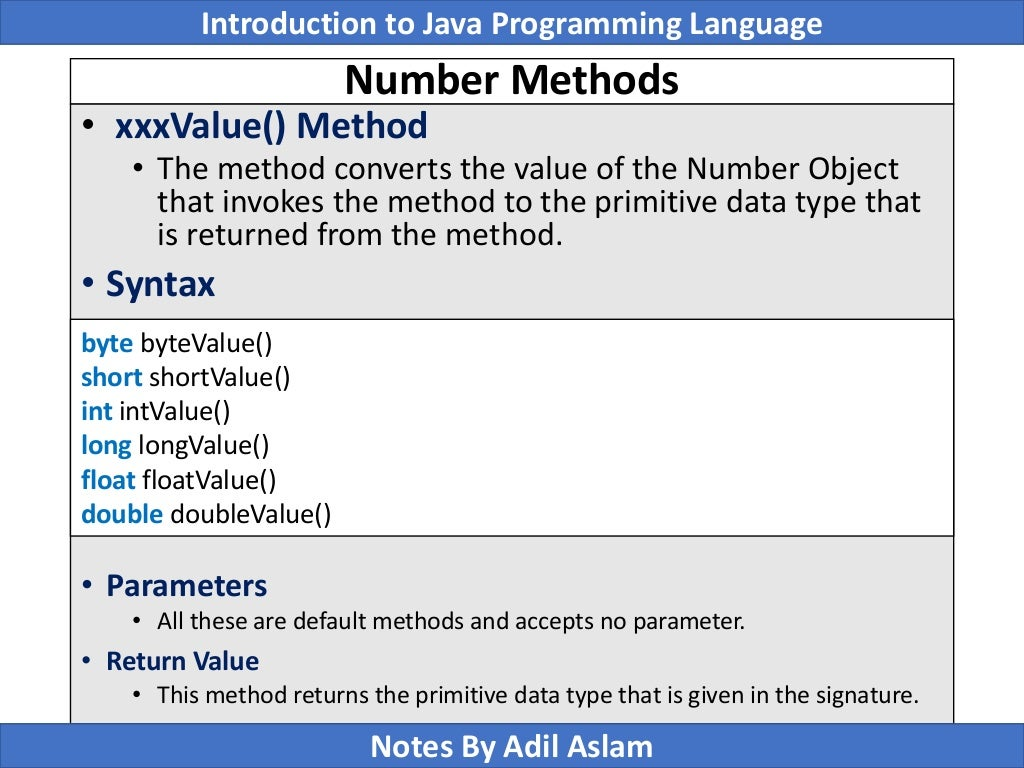 Introduction to Java Programming Language
Number Methods
• xxxValue() Method
• The method converts the value of the Number Object
that invokes the method to the primitive data type that
is returned from the method.
• Syntax
byte byteValue()
short shortValue()
int intValue()
long longValue()
float floatValue()
double doubleValue()
• Parameters
• All these are default methods and accepts no parameter.
• Return Value
• This method returns the primitive data type that is given in the signature.
Notes By Adil Aslam